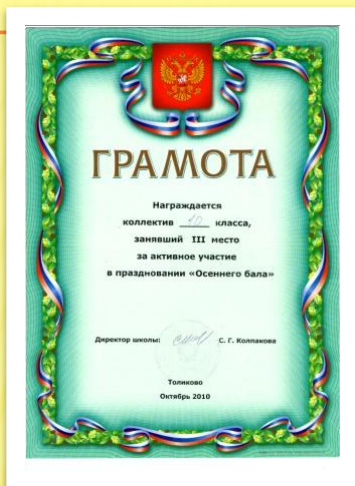 ГРАМОТА
Награждается
коллектив 10 класса,
занявший III место
за активное участие
в праздновании «Осеннего бала»
Директор школы: С. Г. Колпакова
Толиково
Октябрь 2010